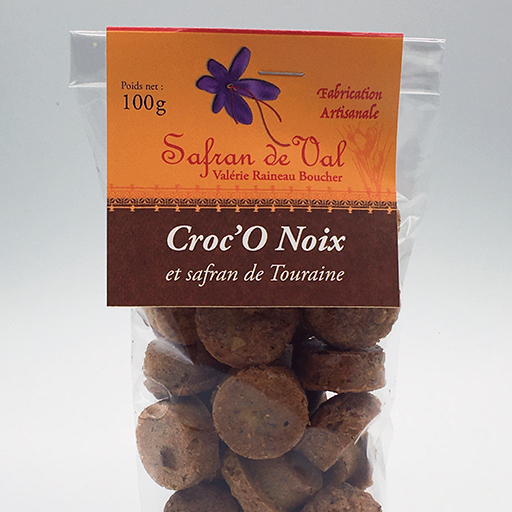 Poids net :
100g
Fabrication
Artisanale
Safran de Val
Valérie Raineau Boucher
Croc'O Noix
et safran de Touraine